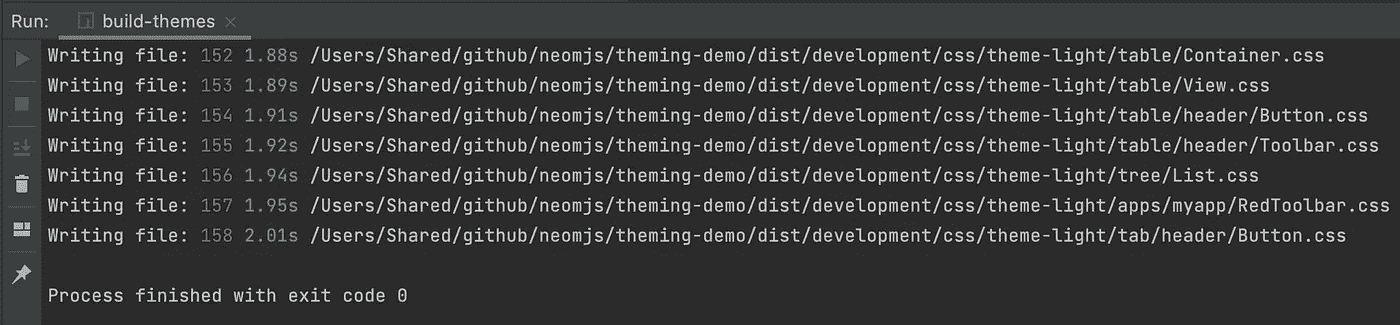 Run: build-themes
Writing file: 152 1.88s /Users/Shared/github/neomjs/theming-demo/dist/development/css/theme-light/table/Container.css
Writing file: 153 1.89s /Users/Shared/github/neomjs/theming-demo/dist/development/css/theme-light/table/View.css
Writing file: 154 1.91s /Users/Shared/github/neomjs/theming-demo/dist/development/css/theme-light/table/header/Button.css
Writing file: 155 1.92s /Users/Shared/github/neomjs/theming-demo/dist/development/css/theme-light/table/header/Toolbar.css
Writing file: 156 1.94s /Users/Shared/github/neomjs/theming-demo/dist/development/css/theme-light/tree/List.css
Writing file: 157 1.95s /Users/Shared/github/neomjs/theming-demo/dist/development/css/theme-light/apps/myapp/RedToolbar.css
Writing file: 158 2.01s /Users/Shared/github/neomjs/theming-demo/dist/development/css/theme-light/tab/header/Button.css
Process finished with exit code 0